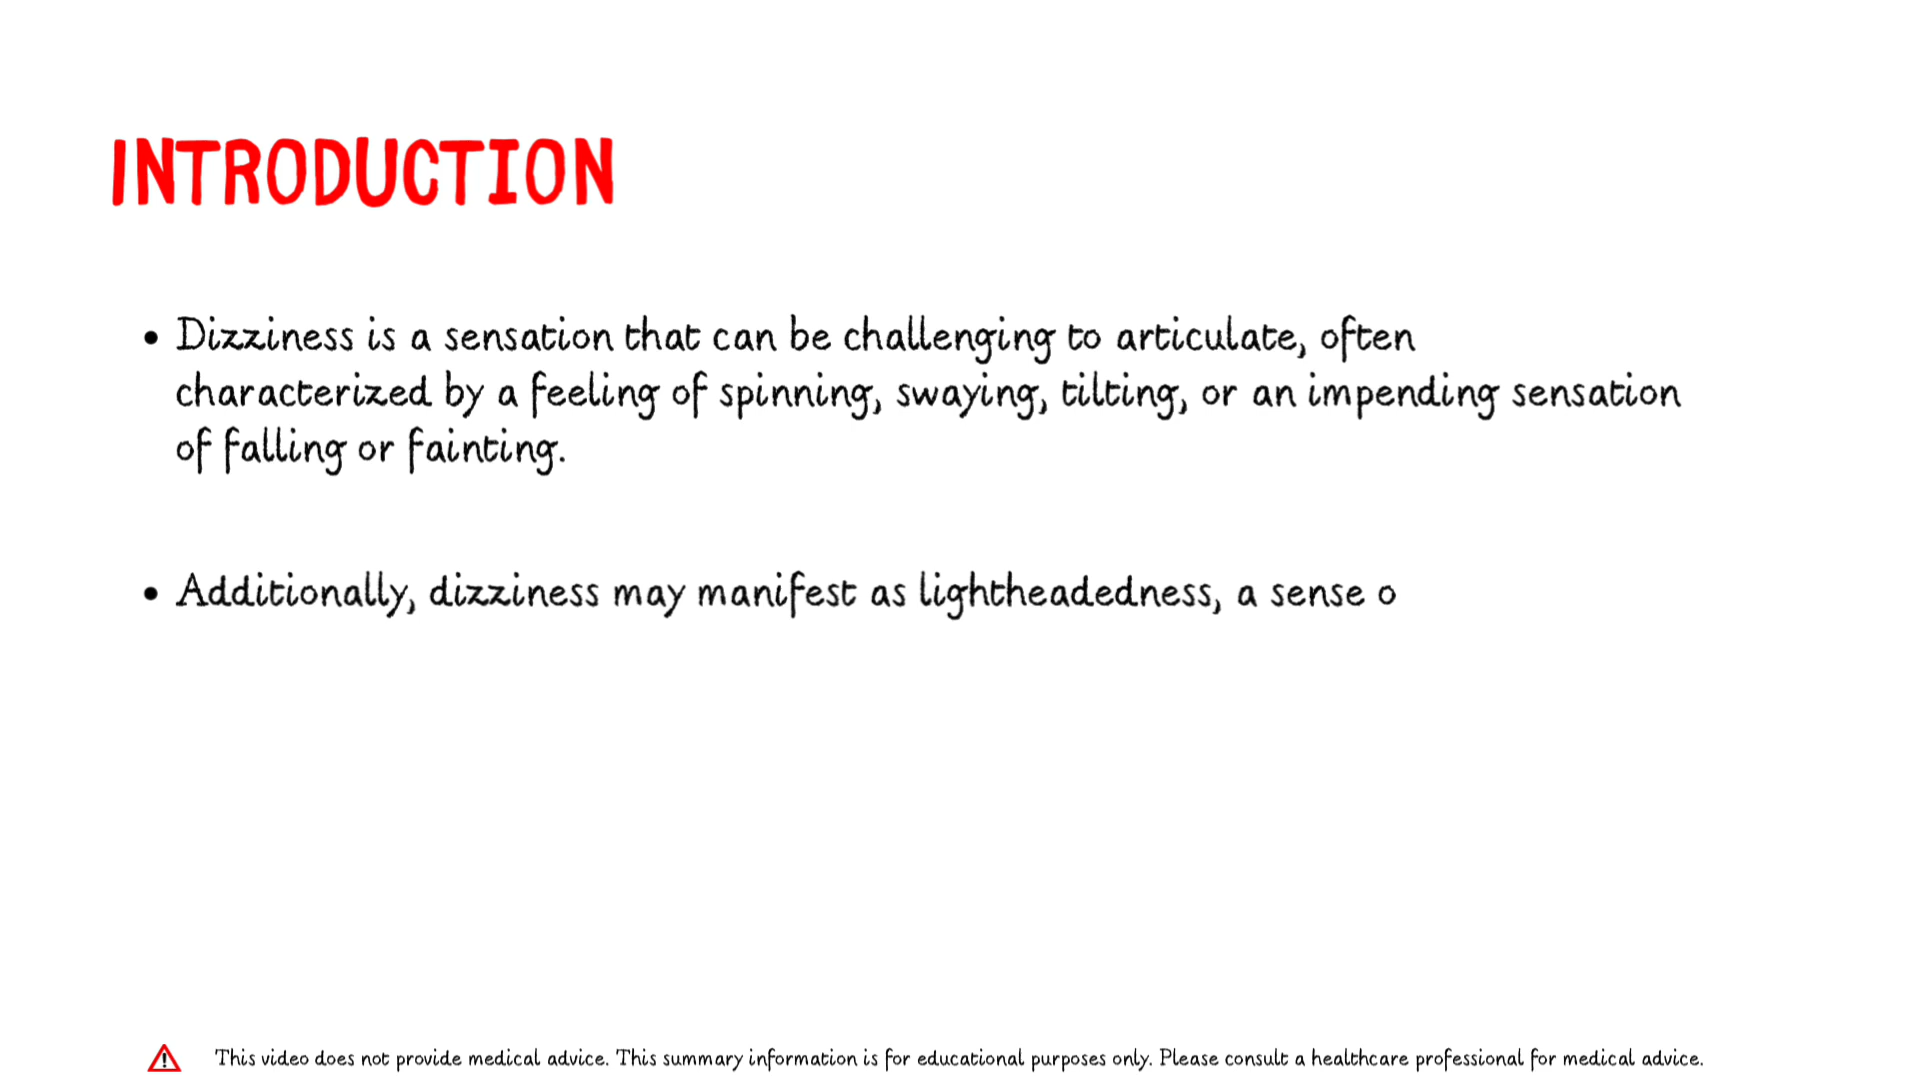 INTRODUCTION
• Dizziness is a sensation that can be challenging to articulate, often
characterized by a feeling of spinning, swaying, tilting, or an impending sensation
of falling or fainting.
• Additionally, dizziness may manifest as lightheadedness, a sense o
This video does not provide medical advice. This summary information is for educational purposes only. Please consult a healthcare professional for medical advice.